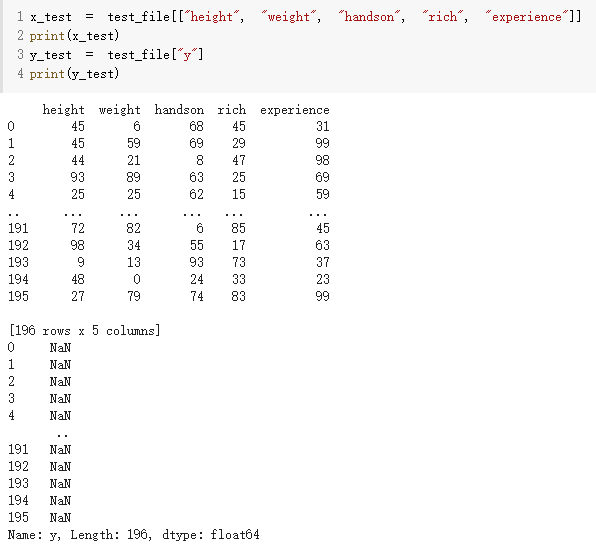 1 x_test = test_file[["height", "weight", "handson", "rich", "experience"]]
2 print(x_test)
3 y_test = test_file["y"]
4 print(y_test)
height weight handson rich experience
0 45 6 68 45 31
1 45 59 69 29 99
2 44 21 8 47 98
3 93 89 63 25 69
4 25 25 62 15 59
.. ... ... ... ... ...
191 72 82 6 85 45
192 98 34 55 17 63
193 9 13 93 73 37
194 48 0 24 33 23
195 27 79 74 83 99
[196 rows x 5 columns]
0 NaN
1 NaN
2 NaN
3 NaN
4 NaN
..
191 NaN
192 NaN
193 NaN
194 NaN
195 NaN
Name: y, Length: 196, dtype: float64